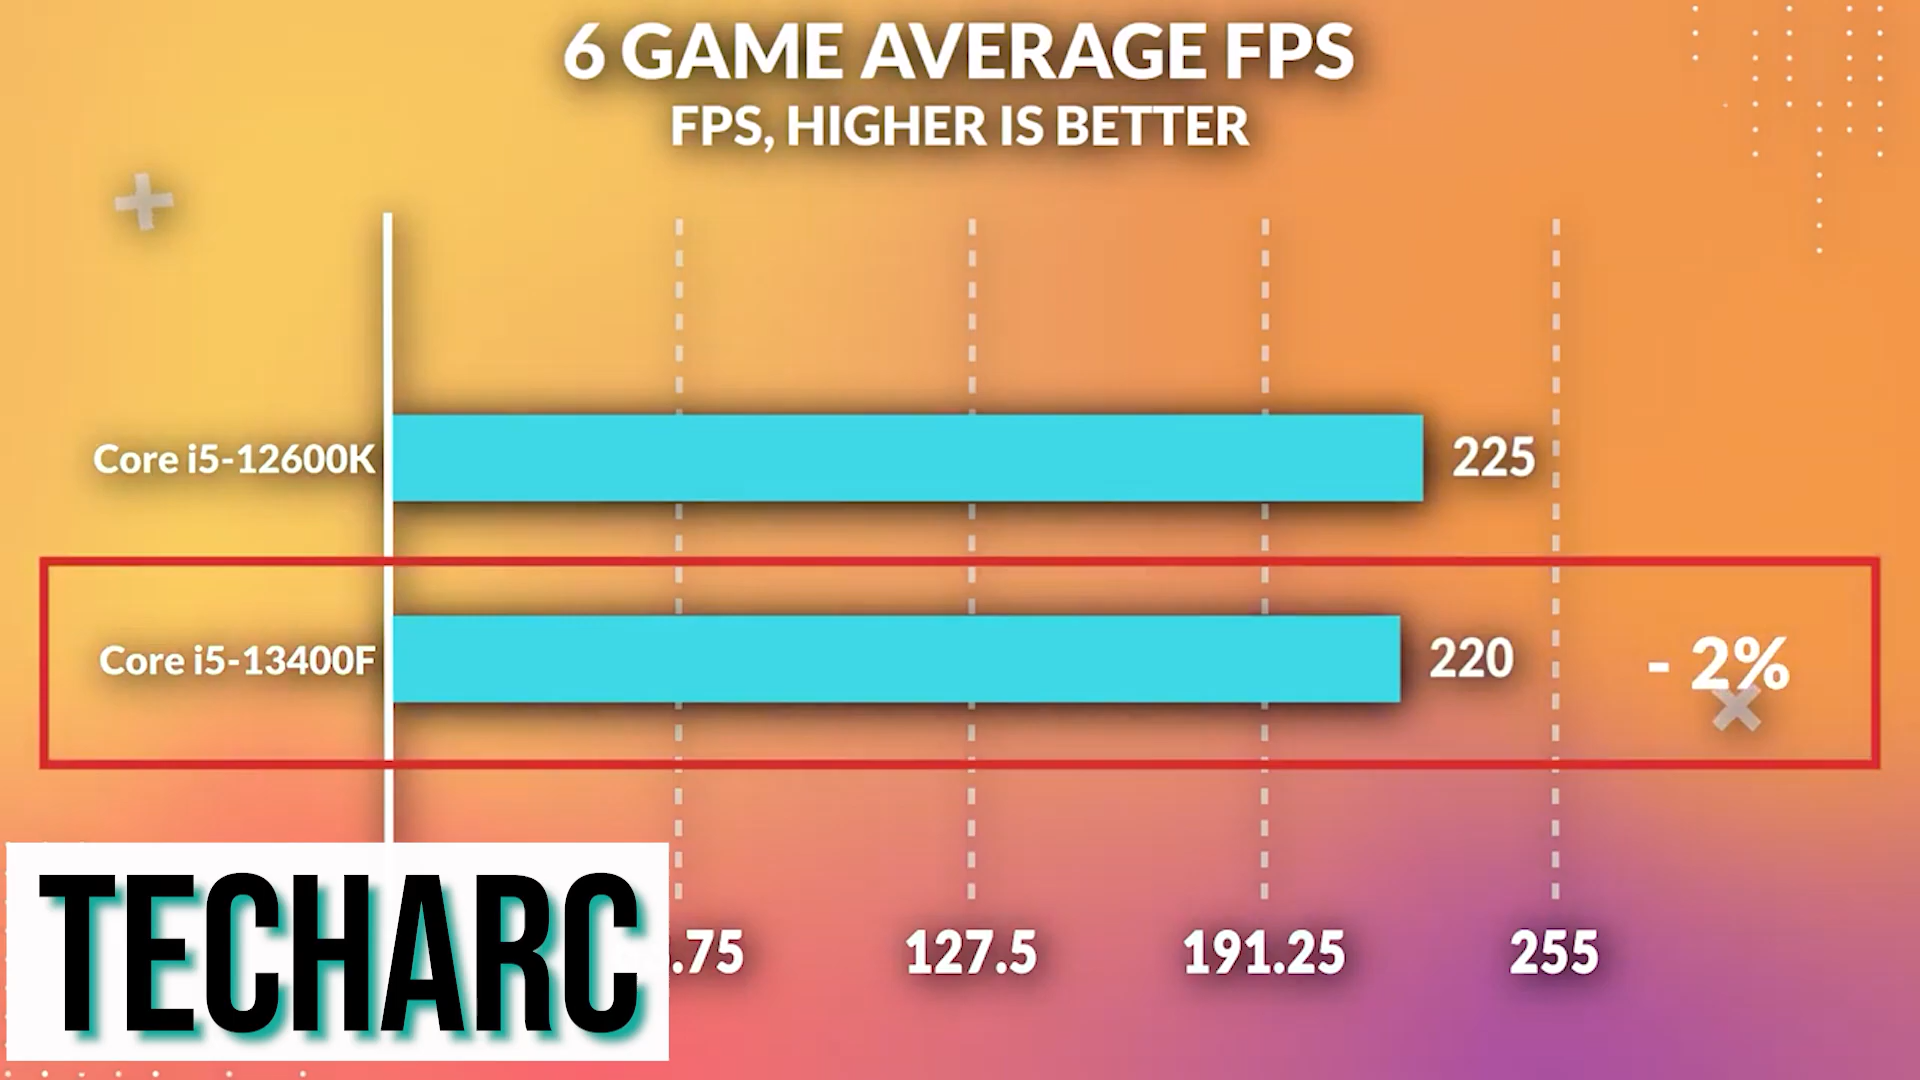 6 GAME AVERAGE FPS
FPS, HIGHER IS BETTER
Core i5-12600K 225
Core i5-13400F 220 - 2%
.75 127.5 191.25 255
TECHARC